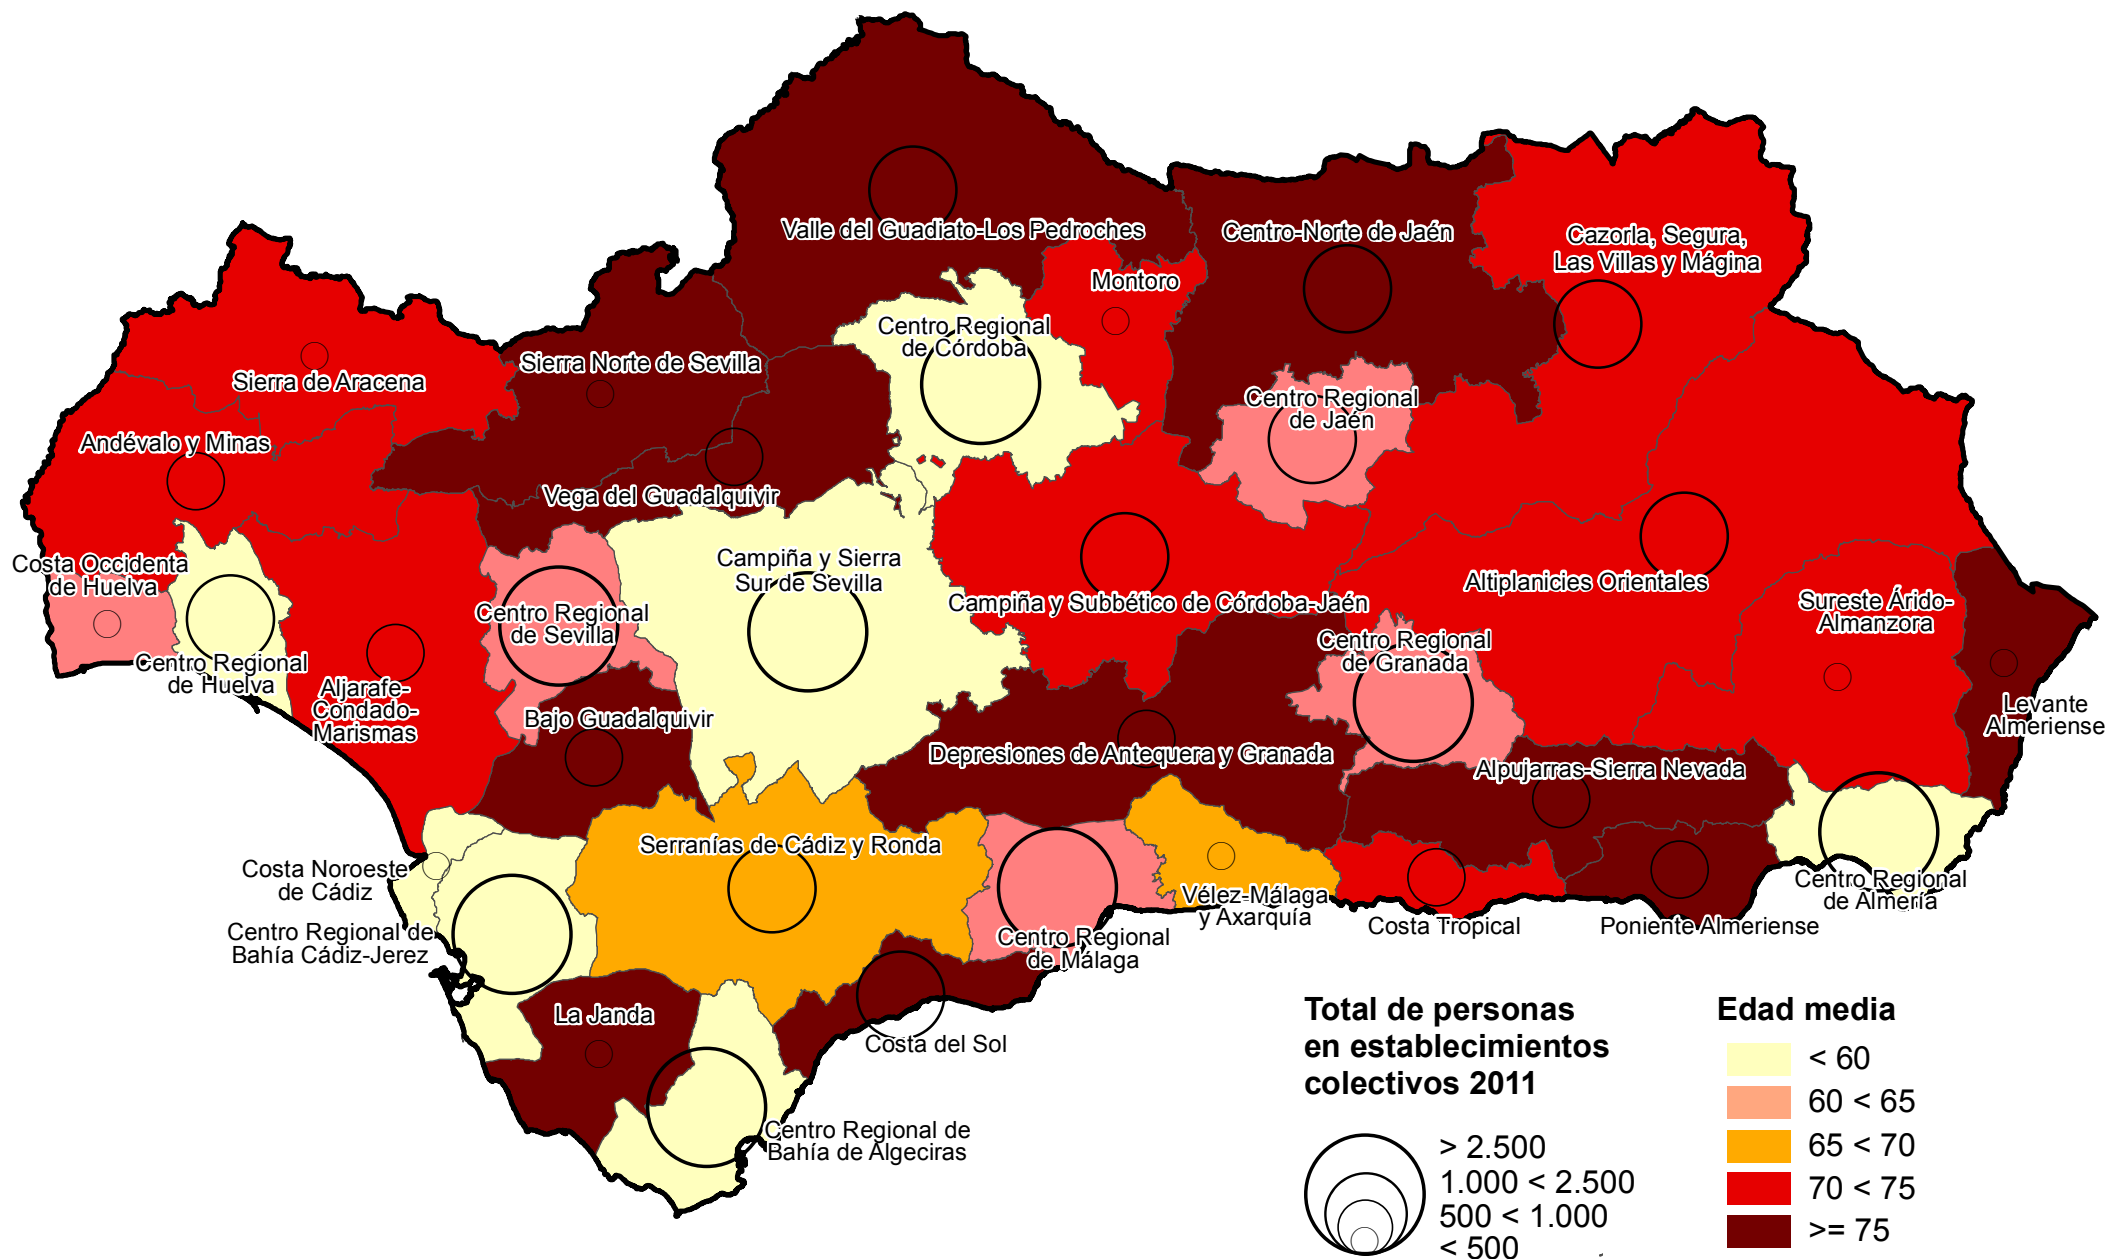 Valle del Guadiato-Los Pedroches
Centro-Norte de Jaén
Cazorla, Segura,
Las Villas y Mágina
Montoro
Centro Regional
de Córdoba
Sierra Norte de Sevilla
Sierra de Aracena
Centro Regional
de Jaén
Andévalo y Minas
Vega del Guadalquivir
Costa Occidenta
de Huelva
Campiña y Sierra
Sur de Sevilla
Centro Regional
de Sevilla
Campiña y Subbético de Córdoba-Jaén
Altiplanicies Orientales
Sureste Árido-
Almanzora
Centro Regional
de Granada
Centro Regional
de Huelva
Aljarafe-
Condado-
Marismas
Bajo Guadalquivir
Depresiones de Antequera y Granada
Alpujarras-Sierra Nevada
Levante
Almeriense
Serranías de Cádiz y Ronda
Costa Noroeste
de Cádiz
Vélez-Málaga
y Axarquía
Centro Regional
de Almería
Centro Regional de
Bahía Cádiz-Jerez
Centro Regional
de Málaga
Costa Tropical
Poniente Almeriense
La Janda
Costa del Sol
Centro Regional de
Bahía de Algeciras
Total de personas
en establecimientos
colectivos 2011
> 2.500
1.000 < 2.500
500 < 1.000
< 500
Edad media
< 60
60 < 65
65 < 70
70 < 75
>= 75